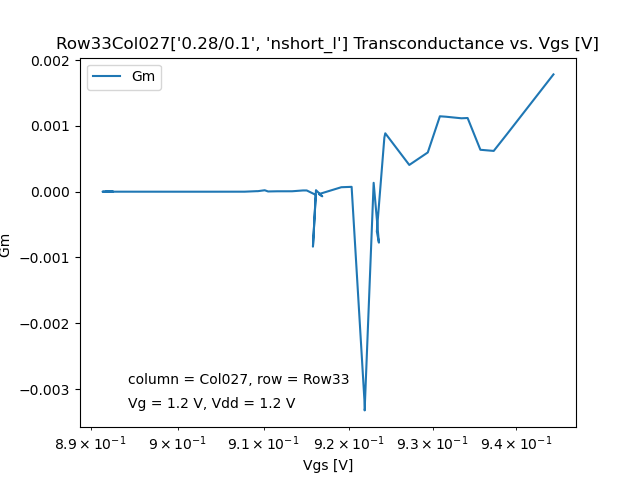 Row33Col027['0.28/0.1', 'nshort_l'] Transconductance vs. Vgs [V]
Gm
0.002
0.001
0.000
−0.001
−0.002
−0.003
Gm
column = Col027, row = Row33
Vg = 1.2 V, Vdd = 1.2 V
8.9 × 10⁻¹ 9 × 10⁻¹ 9.1 × 10⁻¹ 9.2 × 10⁻¹ 9.3 × 10⁻¹ 9.4 × 10⁻¹
Vgs [V]